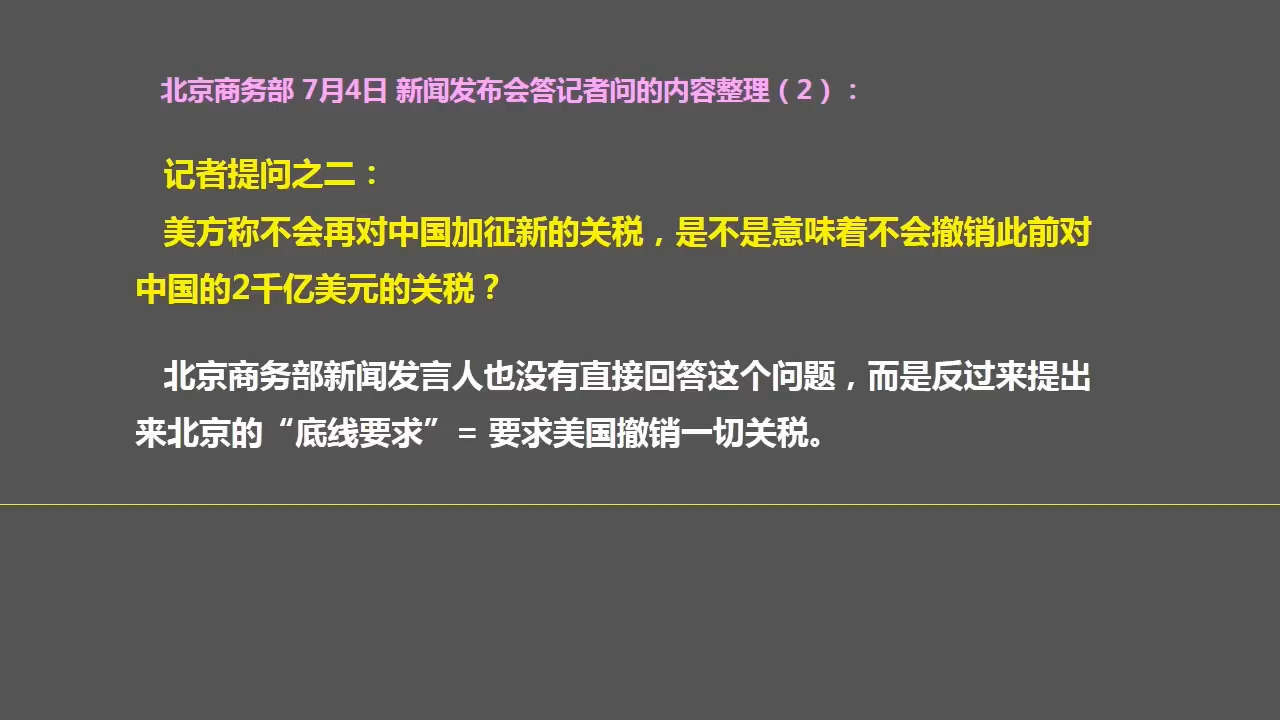 北京商务部 7月4日 新闻发布会答记者问的内容整理（2）：
记者提问之二：
美方称不会再对中国加征新的关税，是不是意味着不会撤销此前对
中国的2千亿美元的关税？
北京商务部新闻发言人也没有直接回答这个问题，而是反过来提出
来北京的“底线要求”= 要求美国撤销一切关税。